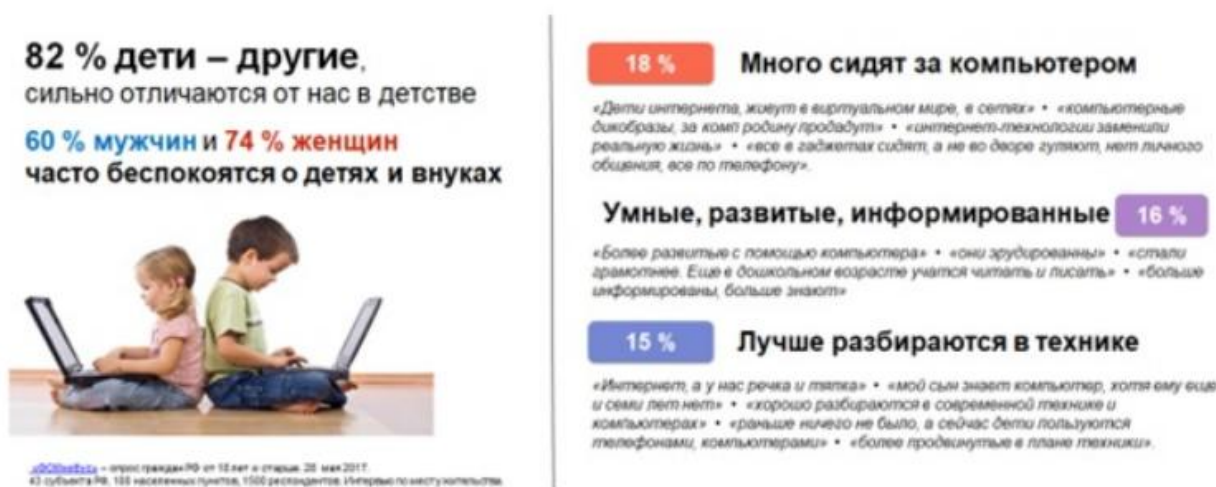 82 % дети – другие,
сильно отличаются от нас в детстве
60 % мужчин и 74 % женщин
часто беспокоятся о детях и внуках
«ФОМнибус» – опрос граждан РФ от 18 лет и старше. 28 мая 2017.
43 субъекта РФ, 100 населенных пунктов, 1500 респондентов. Интервью по месту жительства.
18 % Много сидят за компьютером
«Дети интернета, живут в виртуальном мире, в сетях» • «компьютерные
дикобразы, за комп родину продадут» • «интернет-технологии заменили
реальную жизнь» • «все в гаджетах сидят, а не во дворе гуляют, нет личного
общения, все по телефону».
Умные, развитые, информированные 16 %
«Более развитые с помощью компьютера» • «они эрудированны» • «стали
грамотнее. Еще в дошкольном возрасте учатся читать и писать» • «больше
информированы, больше знают»
15 % Лучше разбираются в технике
«Интернет, а у нас речка и тяпка» • «мой сын знает компьютер, хотя ему еще
и семи лет нет» • «хорошо разбираются в современной технике и
компьютерах» • «раньше ничего не было, а сейчас дети пользуются
телефонами, компьютерами» • «более продвинутые в плане техники».